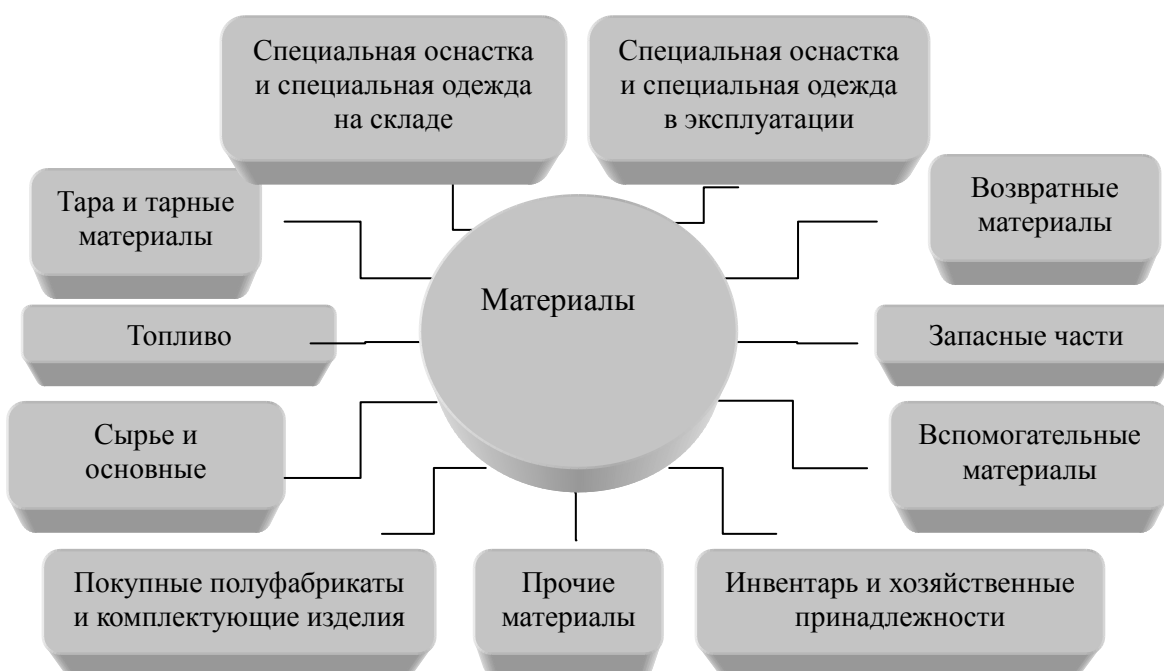 Специальная оснастка
и специальная одежда
на складе
Специальная оснастка
и специальная одежда
в эксплуатации
Тара и тарные
материалы
Возвратные
материалы
Материалы
Топливо
Запасные части
Сырье и
основные
Вспомогательные
материалы
Покупные полуфабрикаты
и комплектующие изделия
Прочие
материалы
Инвентарь и хозяйственные
принадлежности